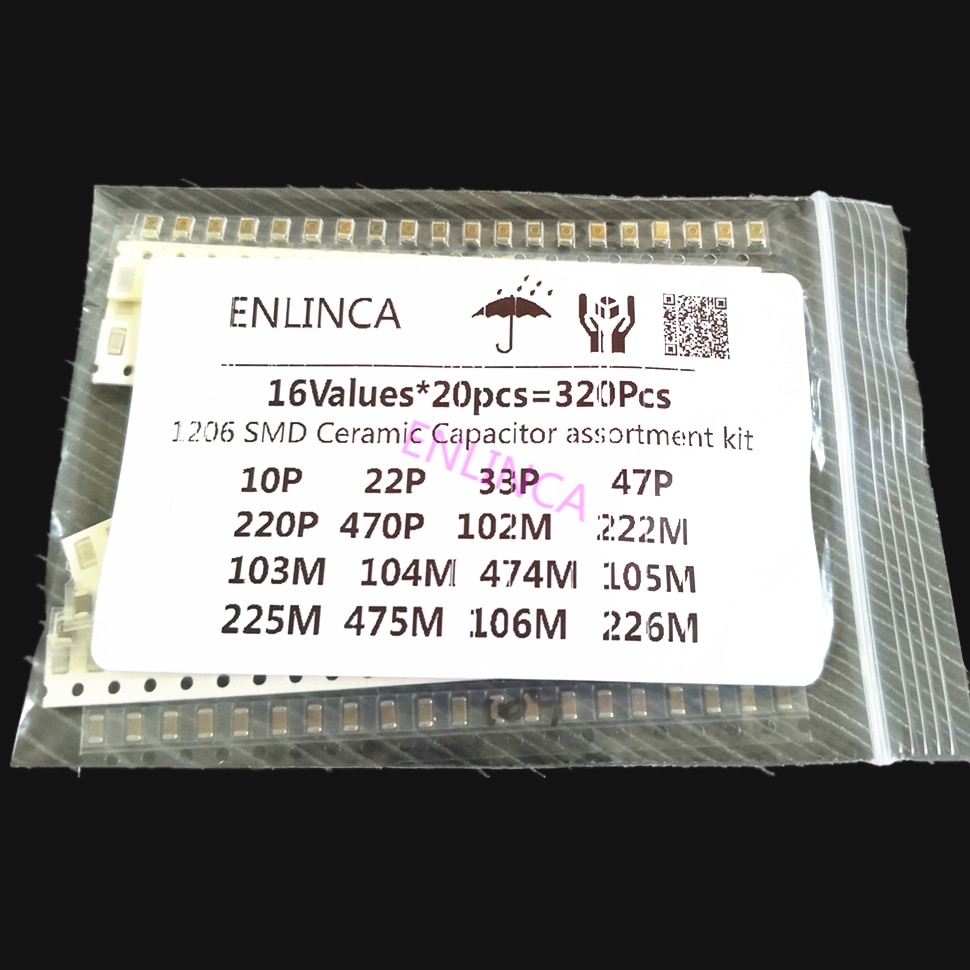 ENLINCA
16Values*20pcs=320Pcs
1206 SMD Ceramic Capacitor assortment kit
ENLINCA
10P 22P 33P 47P
220P 470P 102M 222M
103M 104M 474M 105M
225M 475M 106M 226M